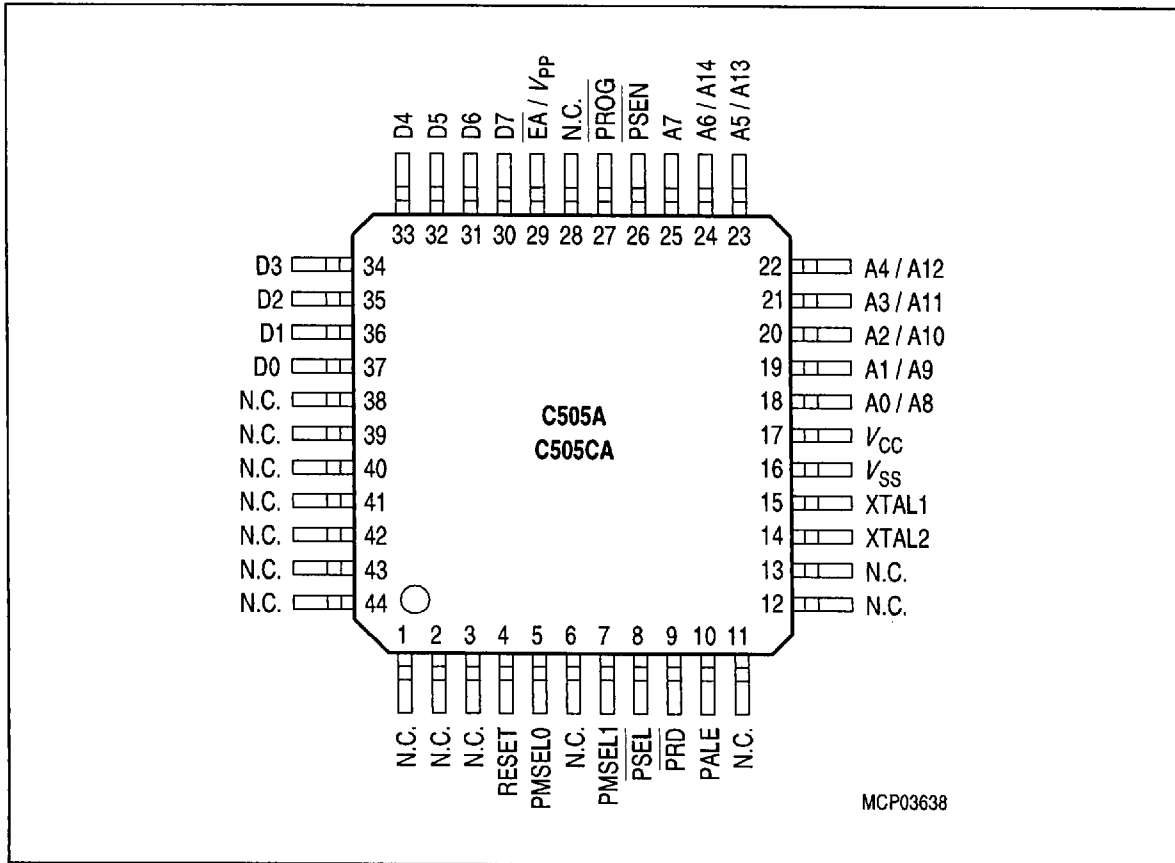 D4
D5
D6
D7
EA / VPP
N.C.
PROG
PSEN
A7
A6 / A14
A5 / A13
33 32 31 30 29 28 27 26 25 24 23
D3 34
D2 35
D1 36
D0 37
N.C. 38
N.C. 39
N.C. 40
N.C. 41
N.C. 42
N.C. 43
N.C. 44
C505A
C505CA
22 A4 / A12
21 A3 / A11
20 A2 / A10
19 A1 / A9
18 A0 / A8
17 VCC
16 VSS
15 XTAL1
14 XTAL2
13 N.C.
12 N.C.
1 2 3 4 5 6 7 8 9 10 11
N.C.
N.C.
N.C.
RESET
PMSEL0
N.C.
PMSEL1
PSEL
PRD
PALE
N.C.
MCP03638